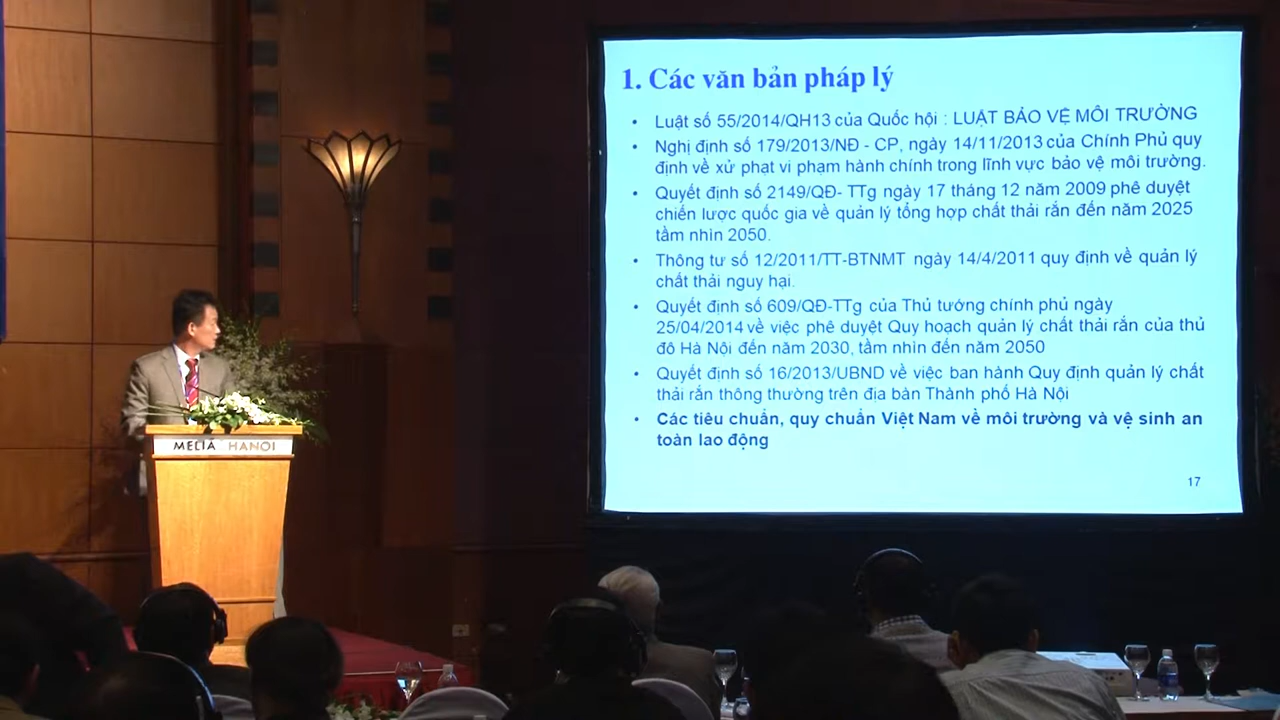 1. Các văn bản pháp lý
• Luật số 55/2014/QH13 của Quốc hội : LUẬT BẢO VỆ MÔI TRƯỜNG
• Nghị định số 179/2013/NĐ - CP, ngày 14/11/2013 của Chính Phủ quy
định về xử phạt vi phạm hành chính trong lĩnh vực bảo vệ môi trường.
• Quyết định số 2149/QĐ- TTg ngày 17 tháng 12 năm 2009 phê duyệt
chiến lược quốc gia về quản lý tổng hợp chất thải rắn đến năm 2025
tầm nhìn 2050.
• Thông tư số 12/2011/TT-BTNMT ngày 14/4/2011 quy định về quản lý
chất thải nguy hại.
• Quyết định số 609/QĐ-TTg của Thủ tướng chính phủ ngày
25/04/2014 về việc phê duyệt Quy hoạch quản lý chất thải rắn của thủ
đô Hà Nội đến năm 2030, tầm nhìn đến năm 2050
• Quyết định số 16/2013/UBND về việc ban hành Quy định quản lý chất
thải rắn thông thường trên địa bàn Thành phố Hà Nội
• Các tiêu chuẩn, quy chuẩn Việt Nam về môi trường và vệ sinh an
toàn lao động
17
MELIÃ HANOI